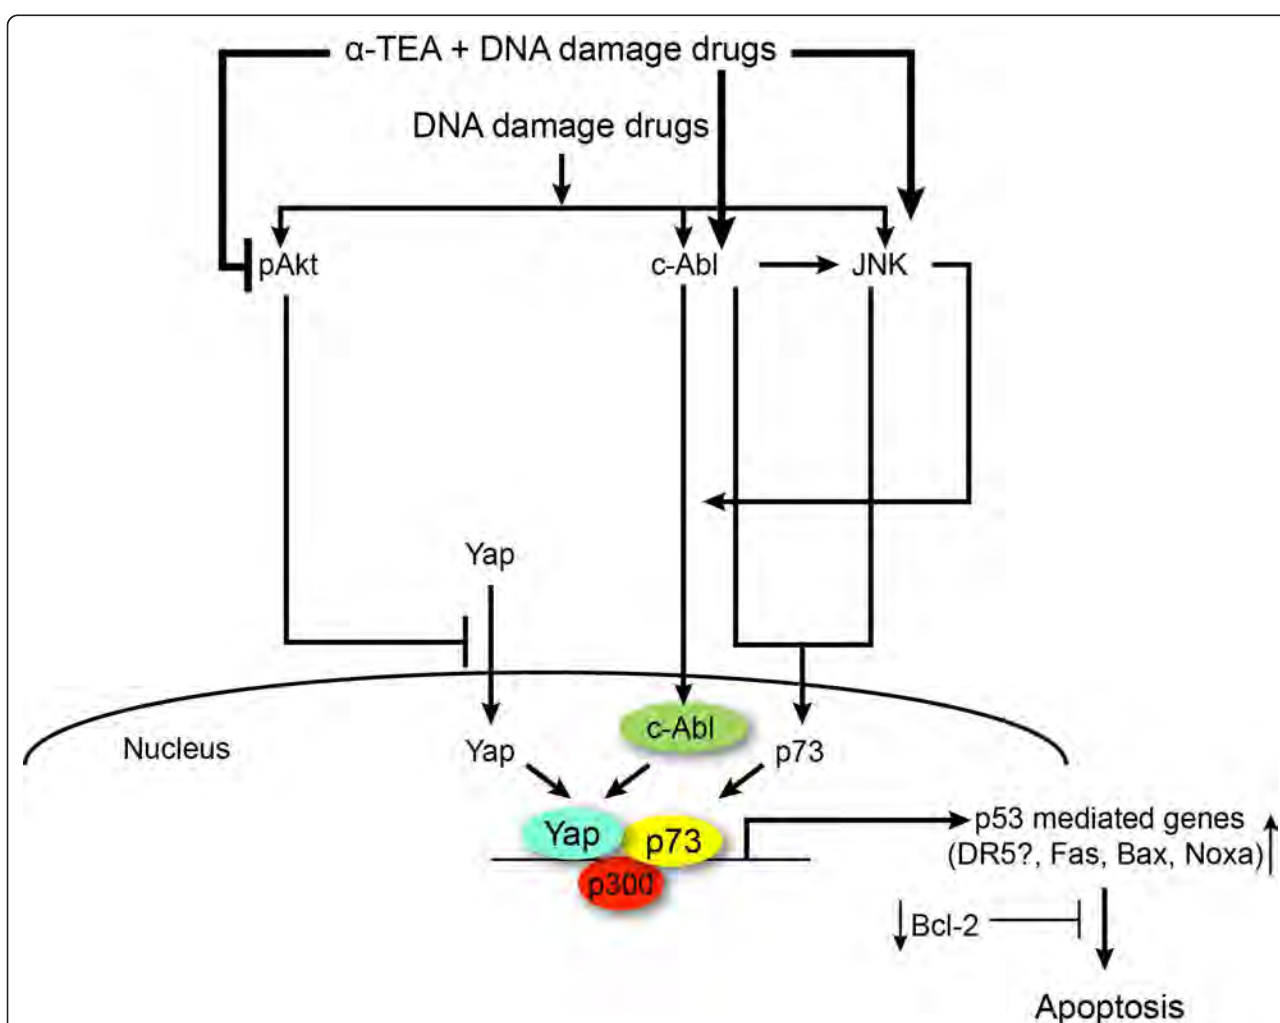 α-TEA + DNA damage drugs
DNA damage drugs
pAkt
c-Abl
JNK
Yap
Nucleus
Yap
c-Abl
p73
Yap
p73
p300
p53 mediated genes
(DR5?, Fas, Bax, Noxa)
Bcl-2
Apoptosis